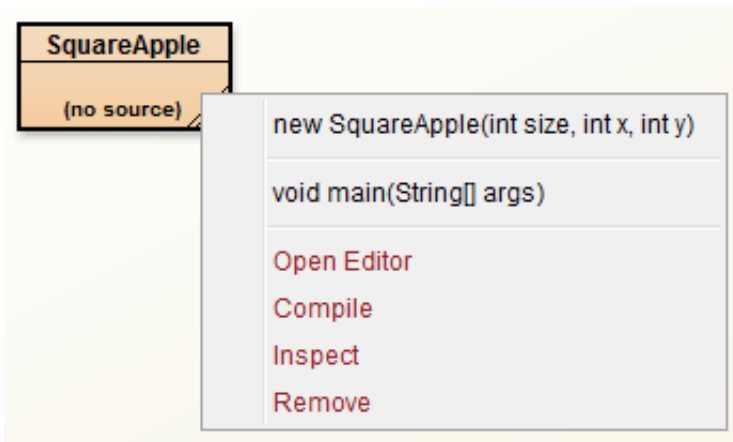 SquareApple
(no source)
new SquareApple(int size, int x, int y)
void main(String[] args)
Open Editor
Compile
Inspect
Remove